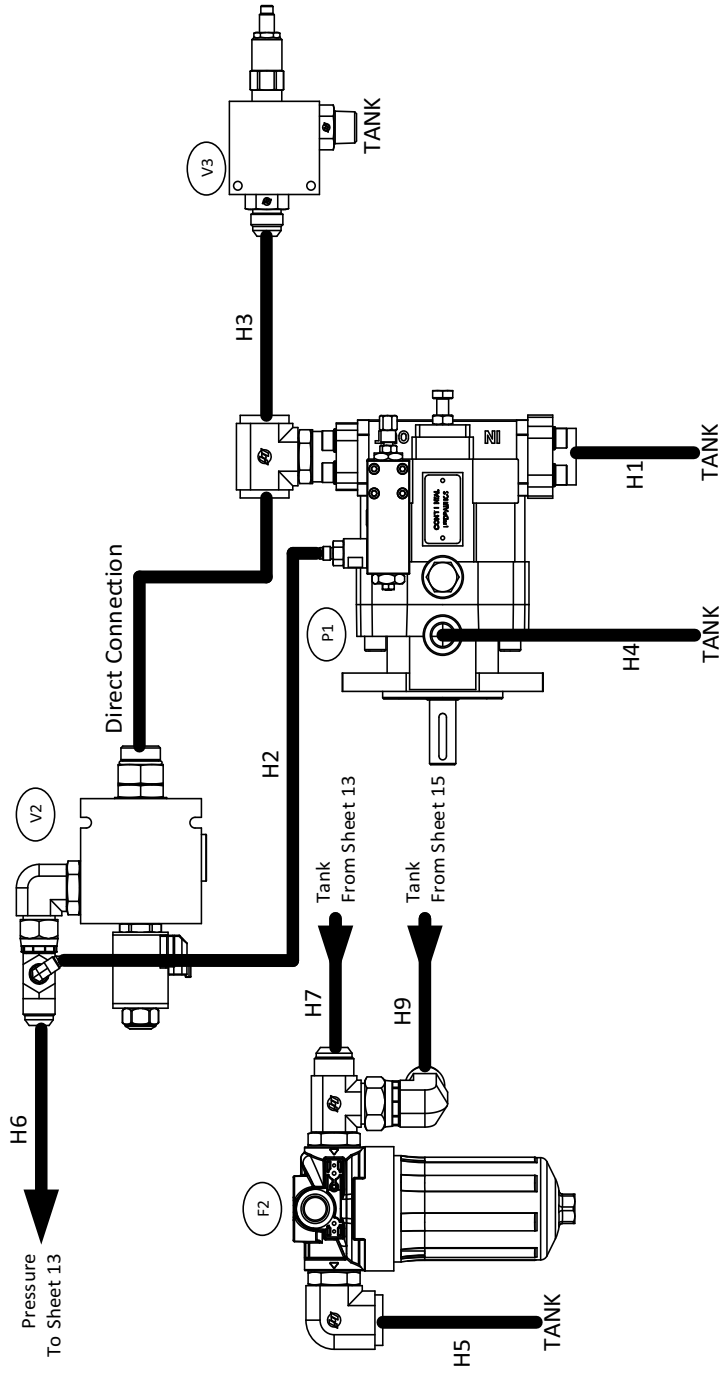 Pressure
To Sheet 13
H6
V2
Direct Connection
H2
H3
V3
TANK
F2
H7
Tank
From Sheet 13
H9
Tank
From Sheet 15
P1
IN
H5
TANK
H4
TANK
H1
TANK